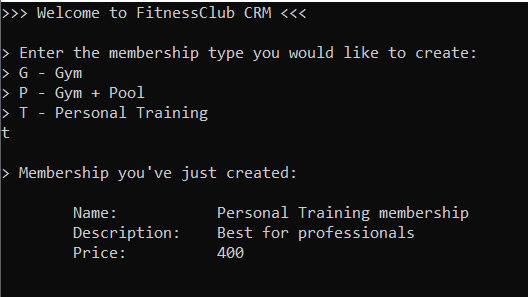 >>> Welcome to FitnessClub CRM <<<
> Enter the membership type you would like to create:
> G - Gym
> P - Gym + Pool
> T - Personal Training
t
> Membership you've just created:
Name: Personal Training membership
Description: Best for professionals
Price: 400